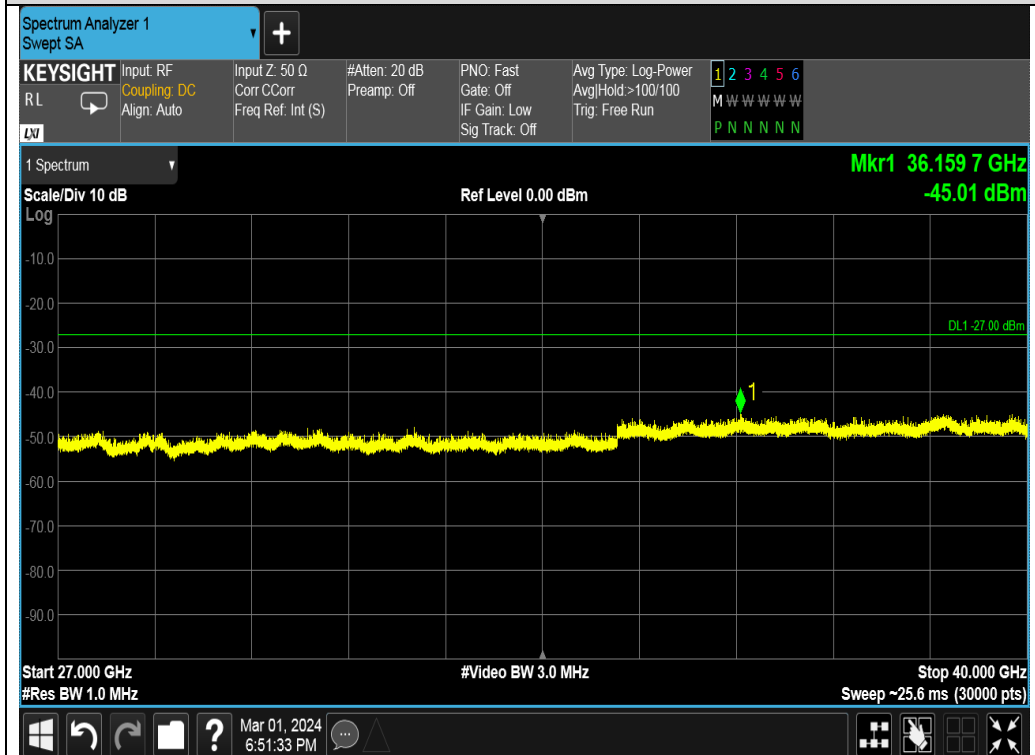 Spectrum Analyzer 1
Swept SA
+
KEYSIGHT
R L
LXI
Input: RF
Coupling: DC
Align: Auto
Input Z: 50 Ω
Corr CCorr
Freq Ref: Int (S)
#Atten: 20 dB
Preamp: Off
PNO: Fast
Gate: Off
IF Gain: Low
Sig Track: Off
Avg Type: Log-Power
Avg|Hold:>100/100
Trig: Free Run
1 2 3 4 5 6
M W W W W W
P N N N N N
1 Spectrum
Mkr1 36.159 7 GHz
-45.01 dBm
Scale/Div 10 dB
Ref Level 0.00 dBm
Log
-10.0
-20.0
DL1 -27.00 dBm
-30.0
-40.0
1
-50.0
-60.0
-70.0
-80.0
-90.0
Start 27.000 GHz
#Video BW 3.0 MHz
Stop 40.000 GHz
#Res BW 1.0 MHz
Sweep ~25.6 ms (30000 pts)
?
Mar 01, 2024
6:51:33 PM